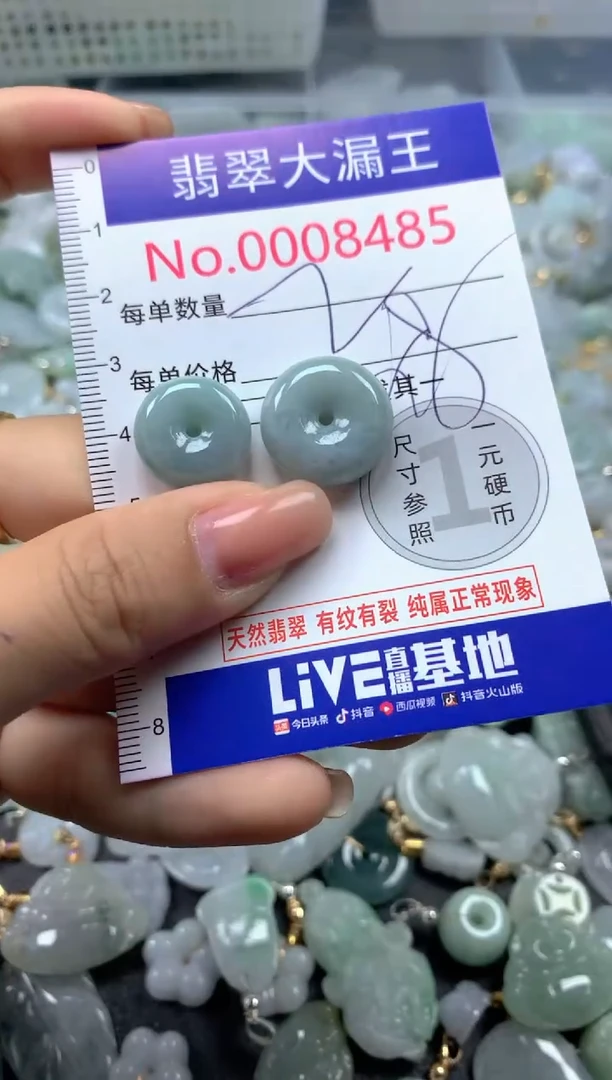 翡翠大漏王
No.0008485
每单数量
每单价格
其一
0
1
2
3
4
8
1
一元硬币
尺寸参照
天然翡翠 有纹有裂 纯属正常现象
LiVE直播基地
今日头条 抖音 西瓜视频 抖音火山版